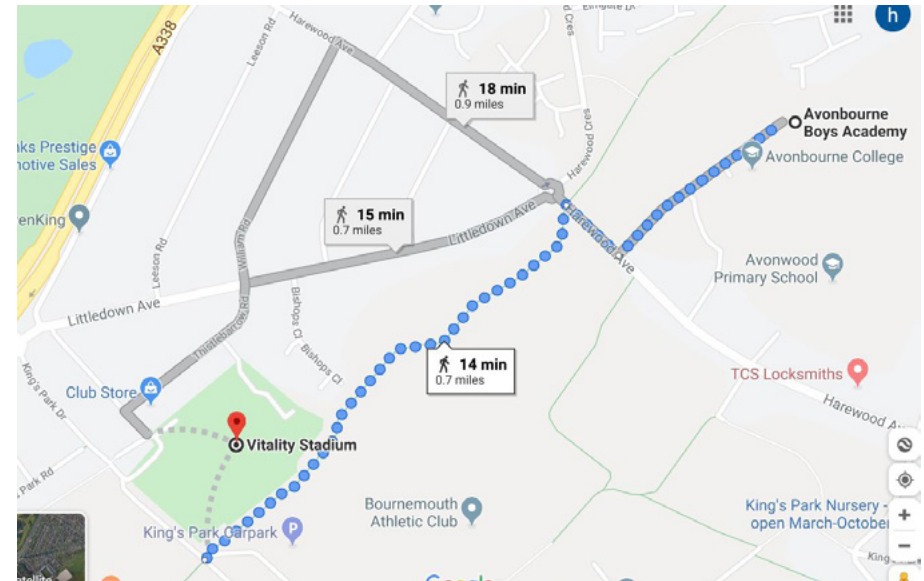 A338
Leeson Rd
Harewood Ave
Harewood Cres
h
18 min
0.9 miles
Avonbourne
Boys Academy
Avonbourne College
Prestige
Sales
15 min
0.7 miles
Littledown Ave
Harewood Ave
William Rd
Leeson Rd
Avonwood
Primary School
Littledown Ave
Bishops Cl
Bishops Cl
Thistlebarrow Rd
14 min
0.7 miles
King's Park Dr
Club Store
TCS Locksmiths
Harewood
Vitality Stadium
Park Rd
Bournemouth
Athletic Club
King's Park Carpark
King's Park Nursery -
open March-October